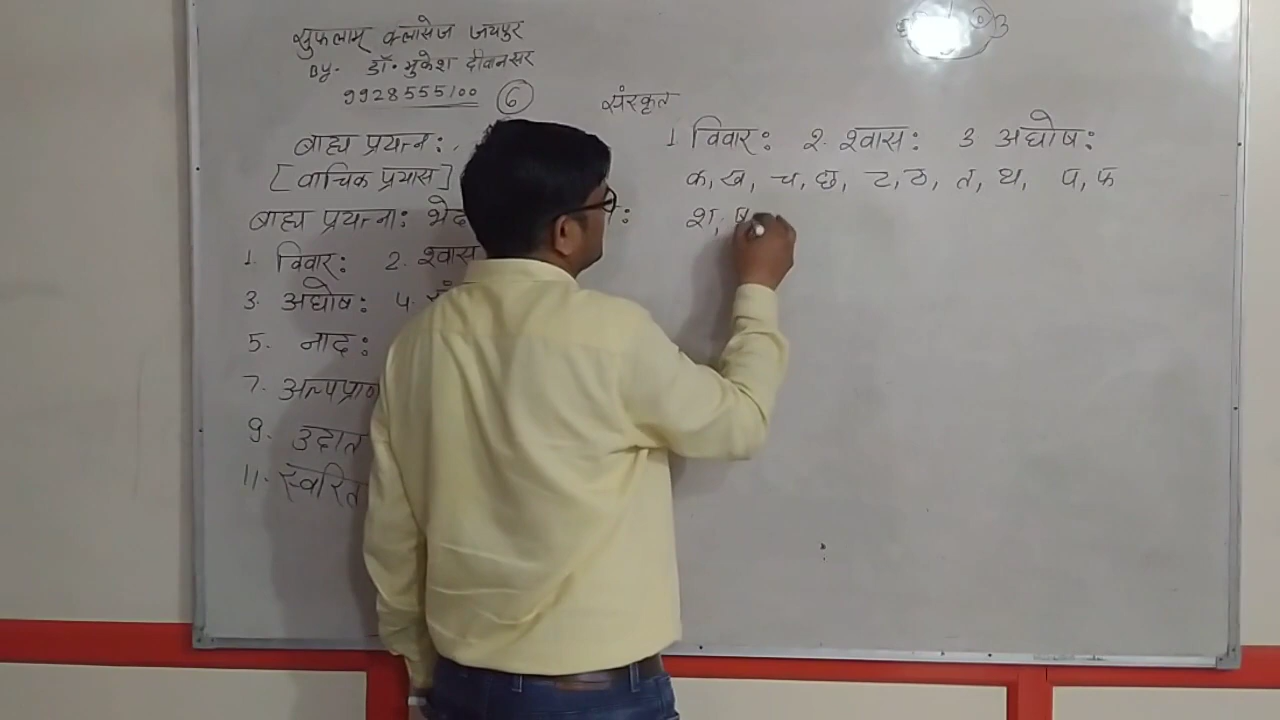 सुफलाम् क्लासेज जयपुर
By. डॉ. मुकेश दीवानसर
9928555100 6
संस्कृत
बाह्य प्रयत्न:
[वाचिक प्रयास]
बाह्य प्रयत्ना: भेद
1. विवार: 2. श्वास
3. अघोष: 4.
5. नाद:
7. अल्पप्राण
9. उदात
11. स्वरित
1 विवार: 2. श्वास: 3 अघोष:
क, ख, च, छ, ट, ठ, त, थ, प, फ
श, ष